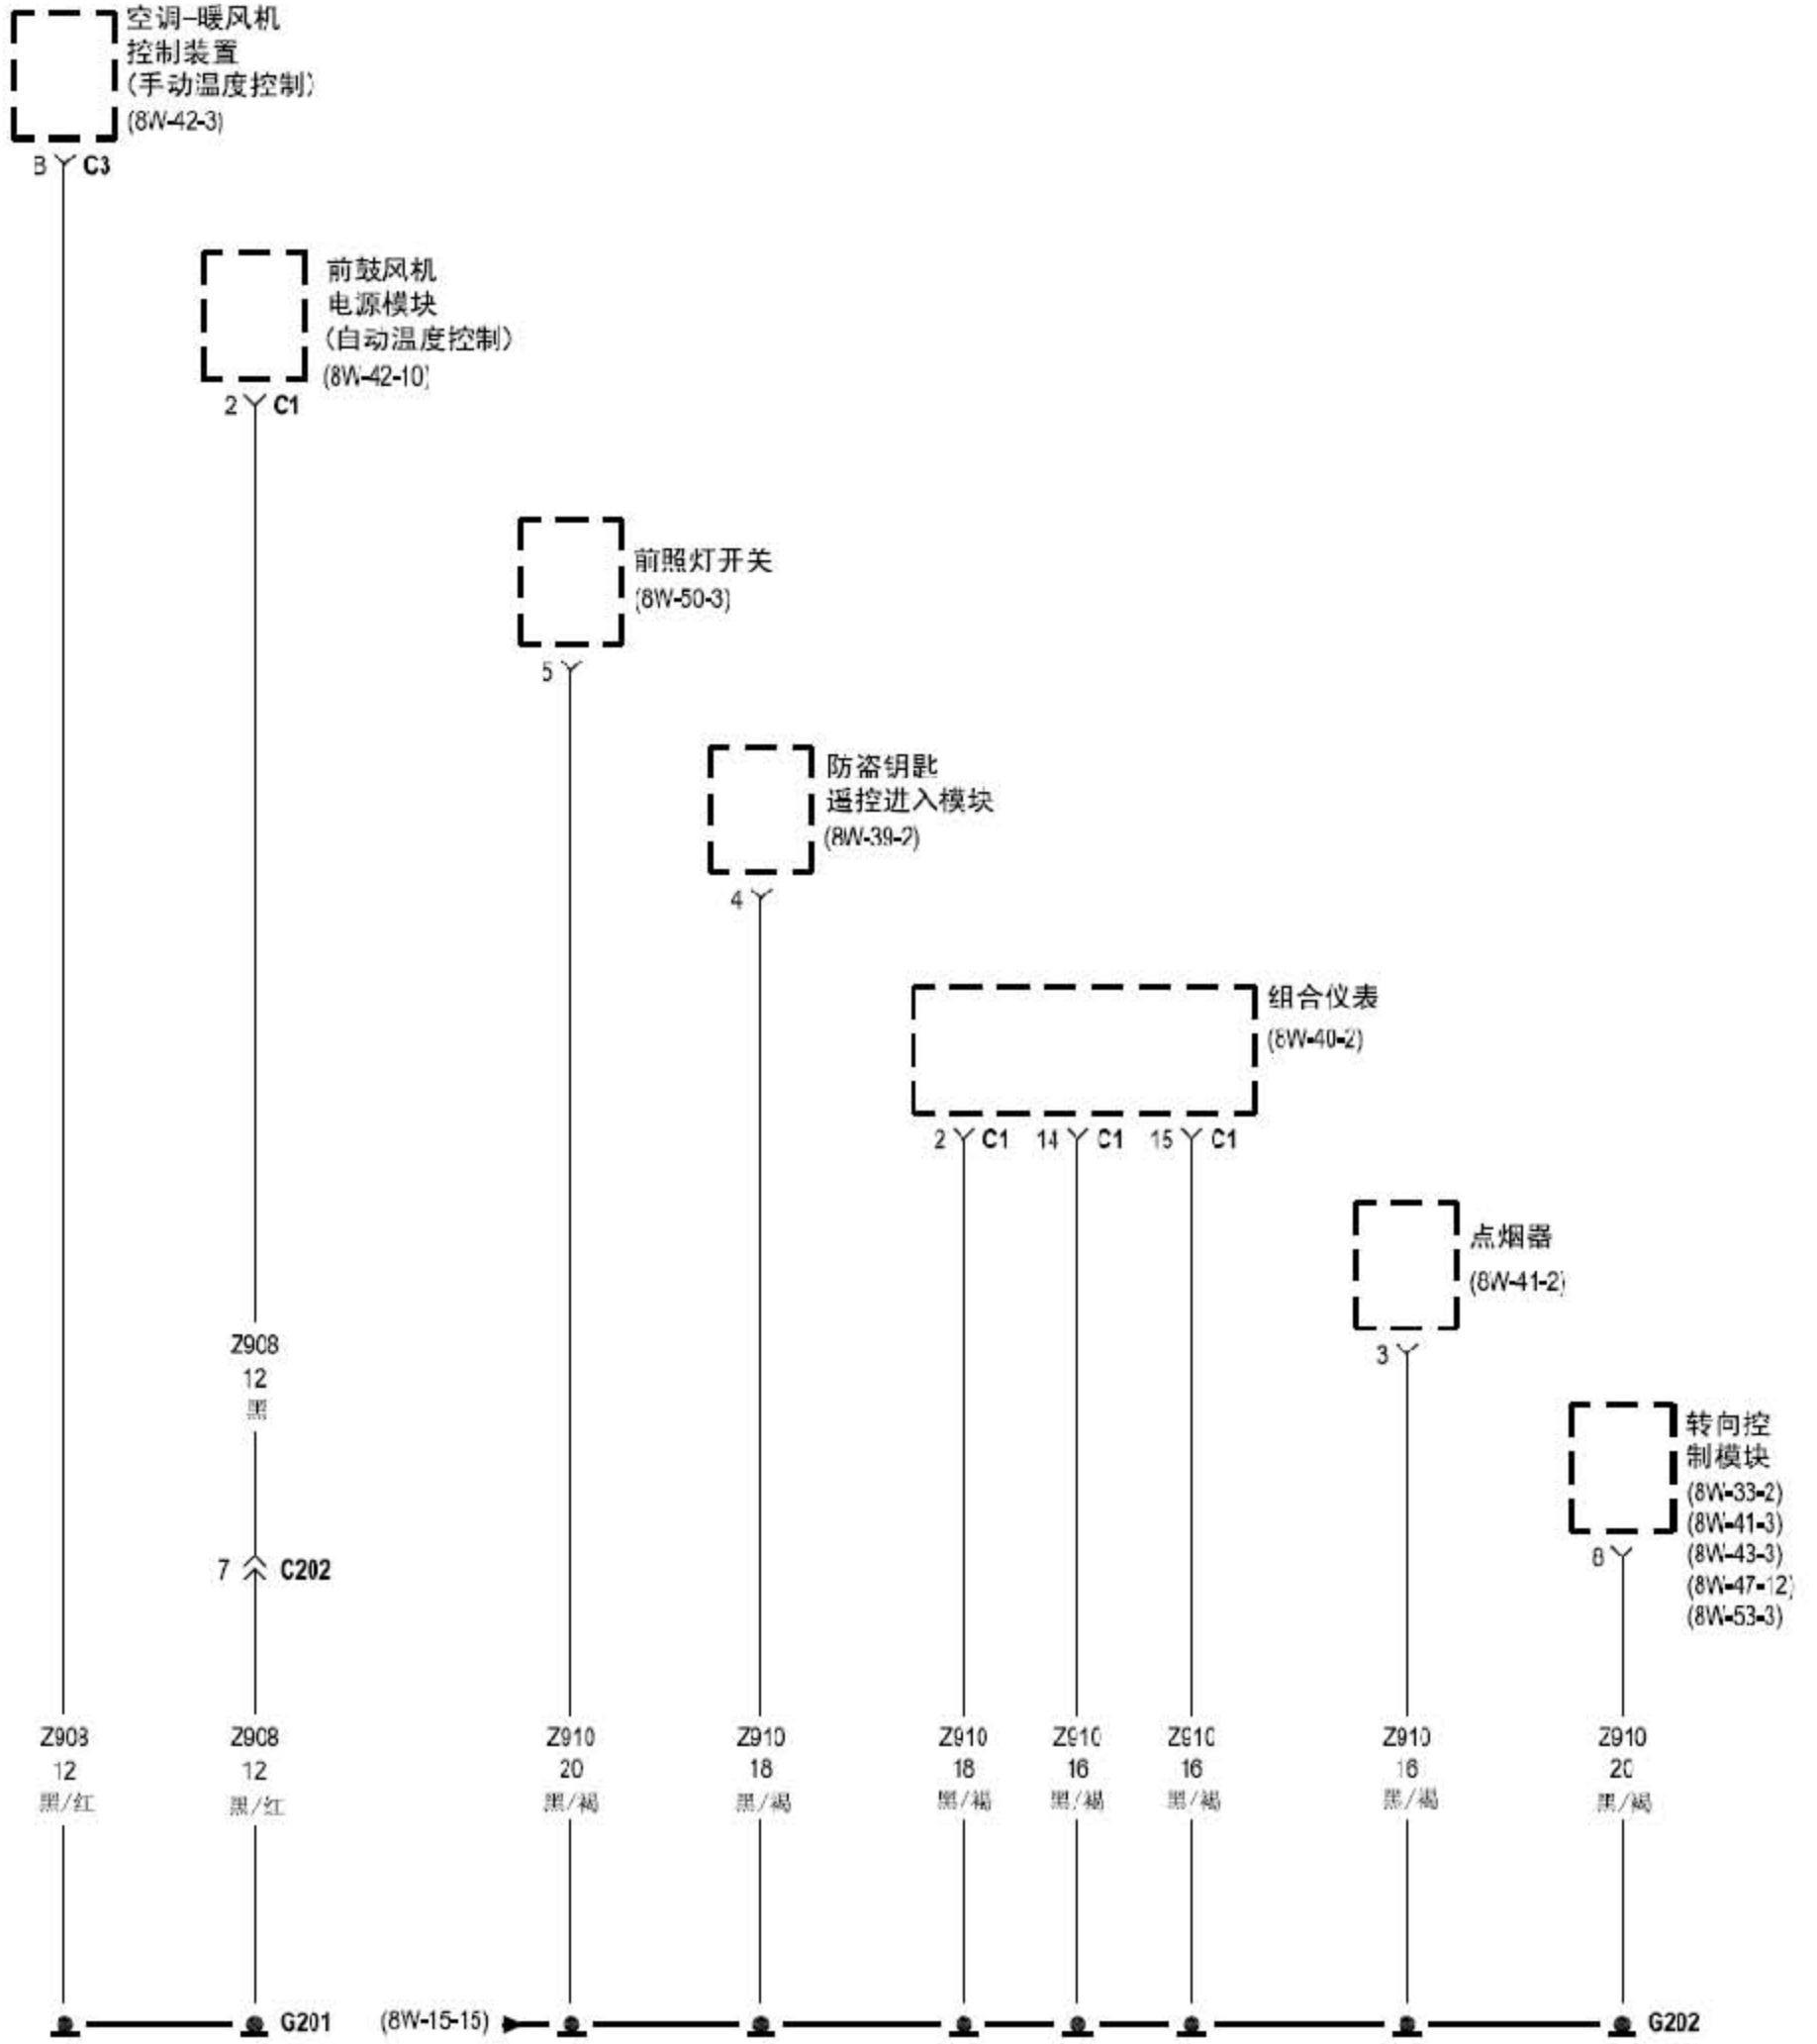 空调-暖风机
控制装置
(手动温度控制)
(8W-42-3)
B C3
前鼓风机
电源模块
(自动温度控制)
(8W-42-10)
2 C1
前照灯开关
(8W-50-3)
5
防盗钥匙
遥控进入模块
(8W-39-2)
4
组合仪表
(8W-40-2)
2 C1 14 C1 15 C1
点烟器
(8W-41-2)
3
Z908
12
黑
转向控
制模块
(8W-33-2)
(8W-41-3)
(8W-43-3)
(8W-47-12)
(8W-53-3)
8
7 C202
Z908 Z908 Z910 Z910 Z910 Z910 Z910 Z910 Z910
12 12 20 18 18 16 16 16 20
黑/红 黑/红 黑/褐 黑/褐 黑/褐 黑/褐 黑/褐 黑/褐 黑/褐
G201 (8W-15-15) G202